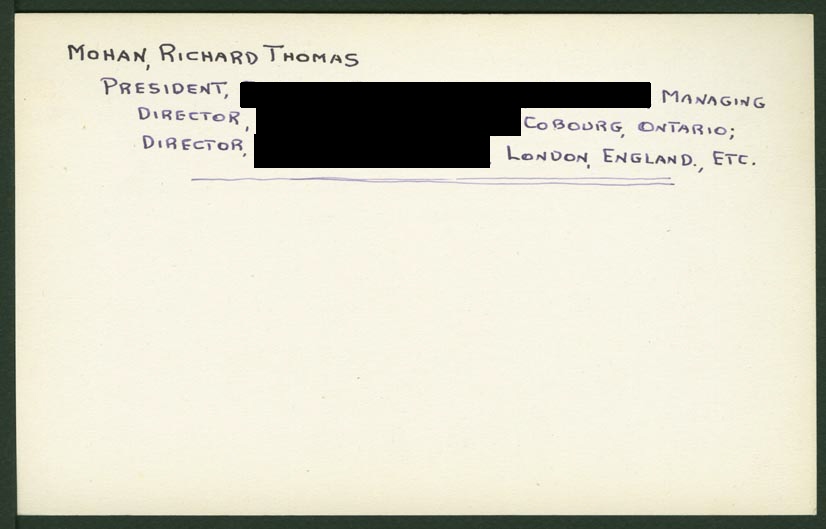 MOHAN, RICHARD THOMAS
PRESIDENT, MANAGING
DIRECTOR, COBOURG, ONTARIO;
DIRECTOR, LONDON, ENGLAND., ETC.